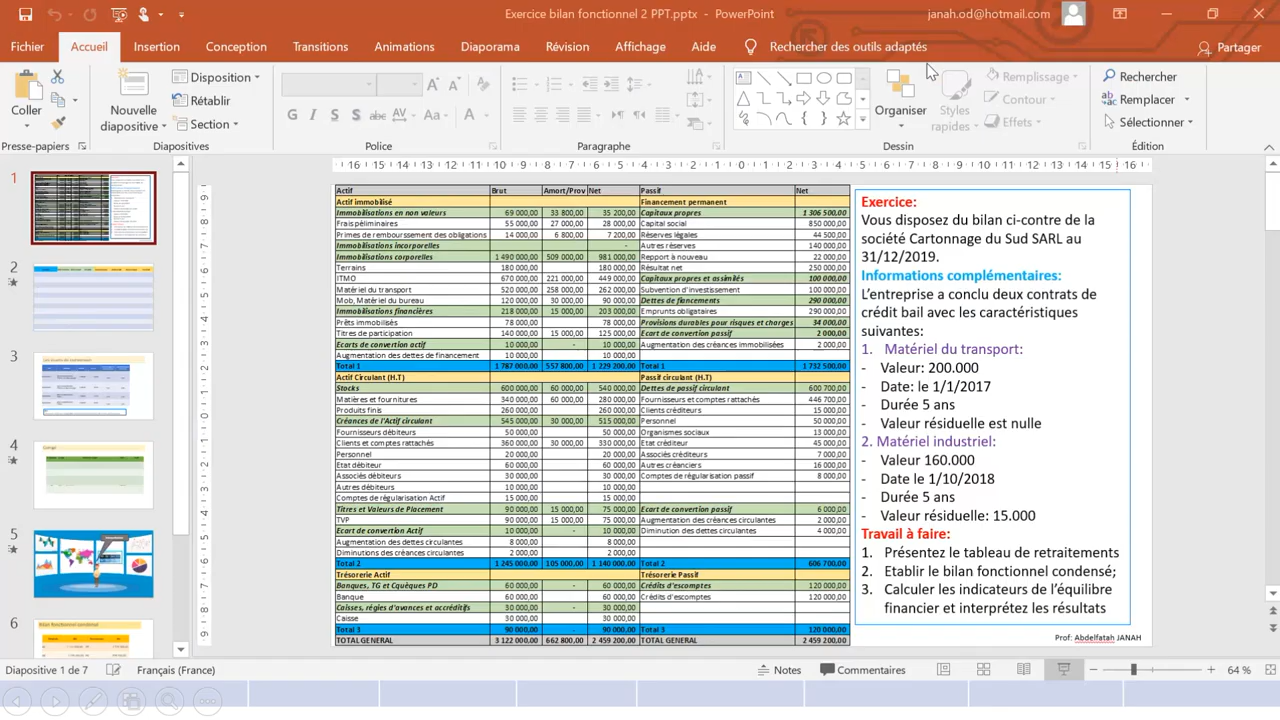 Exercice bilan fonctionnel 2 PPT.pptx - PowerPoint
janah.od@hotmail.com
Fichier Accueil Insertion Conception Transitions Animations Diaporama Révision Affichage Aide Rechercher des outils adaptés Partager
Coller
Nouvelle diapositive
Disposition
Rétablir
Section
Organiser
Styles rapides
Remplissage
Contour
Effets
Rechercher
Remplacer
Sélectionner
Presse-papiers Diapositives Police Paragraphe Dessin Édition
Actif Brut Amort/Prov Net Passif Net
Actif immobilisé Financement permanent
Immobilisations en non valeurs 69 000,00 33 800,00 35 200,00 Capitaux propres 1 306 500,00
Frais péliminaires 55 000,00 27 000,00 28 000,00 Capital social 850 000,00
Primes de remboursement des obligations 14 000,00 6 800,00 7 200,00 Réserves légales 44 500,00
Immobilisations incorporelles - Autres réserves 140 000,00
Immobilisations corporelles 1 490 000,00 509 000,00 981 000,00 Rapport à nouveau 22 000,00
Terrains 180 000,00 180 000,00 Résultat net 250 000,00
ITMO 670 000,00 221 000,00 449 000,00 Capitaux propres et assimilés 100 000,00
Matériel du transport 520 000,00 258 000,00 262 000,00 Subvention d'investissement 100 000,00
Mob, Matériel du bureau 120 000,00 30 000,00 90 000,00 Dettes de fiancements 290 000,00
Immobilisations financières 218 000,00 15 000,00 203 000,00 Emprunts obligataires 290 000,00
Prêts immobilisés 78 000,00 78 000,00 Provisions durables pour risques et charges 34 000,00
Titres de participation 140 000,00 15 000,00 125 000,00 Ecart de convertion passif 2 000,00
Ecarts de convertion actif 10 000,00 - 10 000,00 Augmentation des créances immobilisées 2 000,00
Augmentation des dettes de financement 10 000,00 10 000,00
Total 1 1 787 000,00 557 800,00 1 229 200,00 Total 1 1 732 500,00
Actif Circulant (H.T) Passif circulant (H.T)
Stocks 600 000,00 60 000,00 540 000,00 Dettes de passif circulante 600 700,00
Matières et fournitures 340 000,00 60 000,00 280 000,00 Fournisseurs et comptes rattachés 446 700,00
Produits finis 260 000,00 260 000,00 Clients créditeurs 15 000,00
Créances de l'Actif circulant 545 000,00 30 000,00 515 000,00 Personnel 50 000,00
Fournisseurs débiteurs 50 000,00 50 000,00 Organismes sociaux 13 000,00
Clients et comptes rattachés 360 000,00 30 000,00 330 000,00 Etat créditeur 45 000,00
Personnel 20 000,00 20 000,00 Associés créditeurs 7 000,00
Etat débiteur 60 000,00 60 000,00 Autres créanciers 16 000,00
Associés débiteurs 30 000,00 30 000,00 Comptes de régularisation passif 8 000,00
Autres débiteurs 10 000,00 10 000,00
Comptes de régularisation Actif 15 000,00 15 000,00
Titres et Valeurs de Placement 90 000,00 15 000,00 75 000,00 Ecart de convertion passif 6 000,00
TVP 90 000,00 15 000,00 75 000,00 Augmentation des créances circulantes 2 000,00
Ecart de convertion Actif 10 000,00 - 10 000,00 Diminution des dettes circulantes 4 000,00
Augmentation des dettes circulantes 8 000,00 8 000,00
Diminutions des créances circulantes 2 000,00 2 000,00
Total 2 1 245 000,00 105 000,00 1 140 000,00 Total 2 606 700,00
Trésorerie Actif Trésorerie Passif
Banques, TG et Cquèques PD 60 000,00 - 60 000,00 Crédits d'escomptes 120 000,00
Banque 60 000,00 60 000,00 Crédits d'escomptes 120 000,00
Caisses, régies d'avances et accréditifs 30 000,00 - 30 000,00
Caisse 30 000,00 30 000,00
Total 3 90 000,00 90 000,00 Total 3 120 000,00
TOTAL GENERAL 3 122 000,00 662 800,00 2 459 200,00 TOTAL GENERAL 2 459 200,00
Exercice:
Vous disposez du bilan ci-contre de la
société Cartonnage du Sud SARL au
31/12/2019.
Informations complémentaires:
L'entreprise a conclu deux contrats de
crédit bail avec les caractéristiques
suivantes:
1. Matériel du transport:
- Valeur: 200.000
- Date: le 1/1/2017
- Durée 5 ans
- Valeur résiduelle est nulle
2. Matériel industriel:
- Valeur 160.000
- Date le 1/10/2018
- Durée 5 ans
- Valeur résiduelle: 15.000
Travail à faire:
1. Présentez le tableau de retraitements
2. Etablir le bilan fonctionnel condensé;
3. Calculer les indicateurs de l'équilibre
financier et interprétez les résultats
Prof: Abdelfatah JANAH
1
2
3
4
5
6
Diapositive 1 de 7 Français (France) Notes Commentaires 64 %